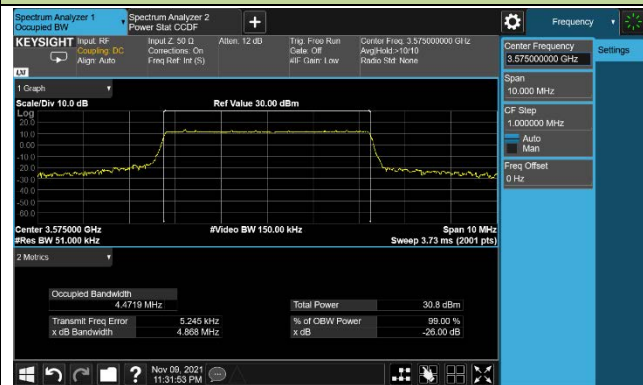 Spectrum Analyzer 1
Occupied BW
Spectrum Analyzer 2
Power Stat CCDF
Frequency
KEYSIGHT
Input: RF
Coupling: DC
Align: Auto
Input Z: 50 Ω
Corrections: On
Freq Ref: Int (S)
Atten: 12 dB
Trig: Free Run
Gate: Off
#IF Gain: Low
Center Freq: 3.575000000 GHz
Avg|Hold:>10/10
Radio Std: None
LXI
Center Frequency
3.575000000 GHz
Settings
Span
10.000 MHz
CF Step
1.000000 MHz
Auto
Man
Freq Offset
0 Hz
1 Graph
Scale/Div 10.0 dB
Ref Value 30.00 dBm
Log
20.0
10.0
0.00
-10.0
-20.0
-30.0
-40.0
-50.0
-60.0
Center 3.575000 GHz
#Video BW 150.00 kHz
Span 10 MHz
#Res BW 51.000 kHz
Sweep 3.73 ms (2001 pts)
2 Metrics
Occupied Bandwidth
4.4719 MHz
Total Power
30.8 dBm
Transmit Freq Error
5.245 kHz
% of OBW Power
99.00 %
x dB Bandwidth
4.868 MHz
x dB
-26.00 dB
Nov 09, 2021
11:31:53 PM